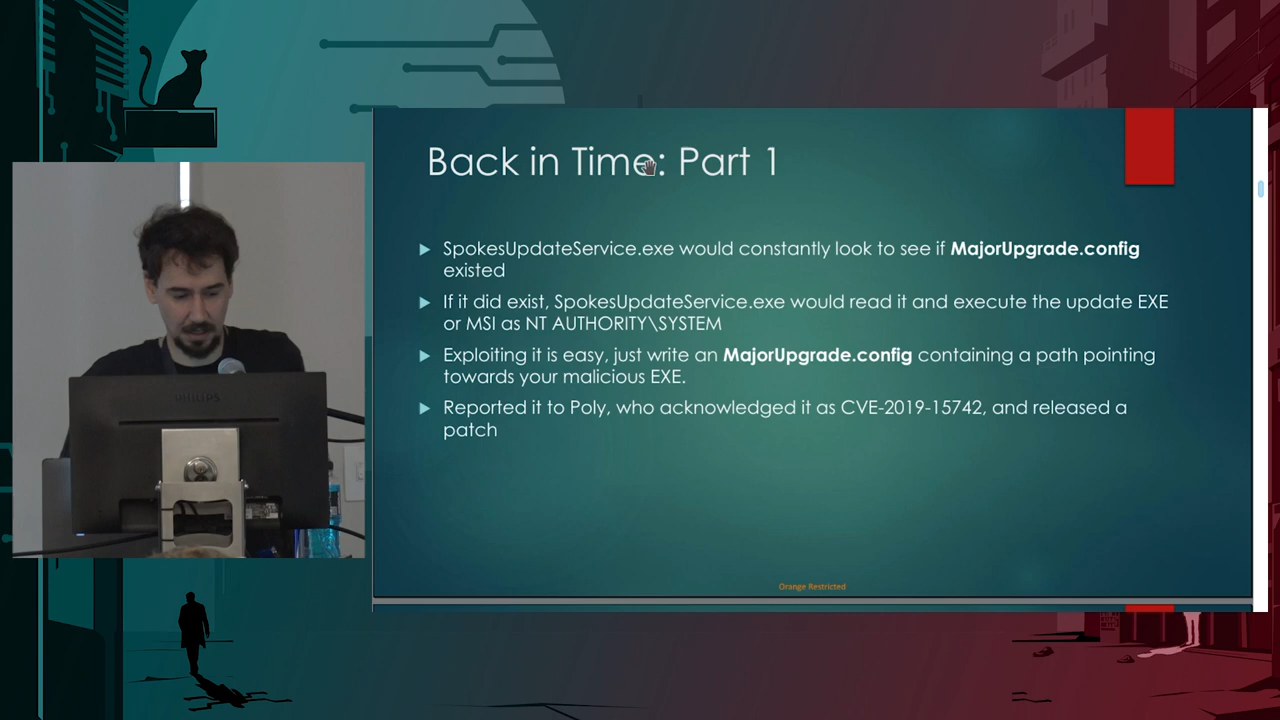 Back in Time: Part 1
SpokesUpdateService.exe would constantly look to see if MajorUpgrade.config
existed
If it did exist, SpokesUpdateService.exe would read it and execute the update EXE
or MSI as NT AUTHORITY\SYSTEM
Exploiting it is easy, just write an MajorUpgrade.config containing a path pointing
towards your malicious EXE.
Reported it to Poly, who acknowledged it as CVE-2019-15742, and released a
patch
Orange Restricted
PHILIPS